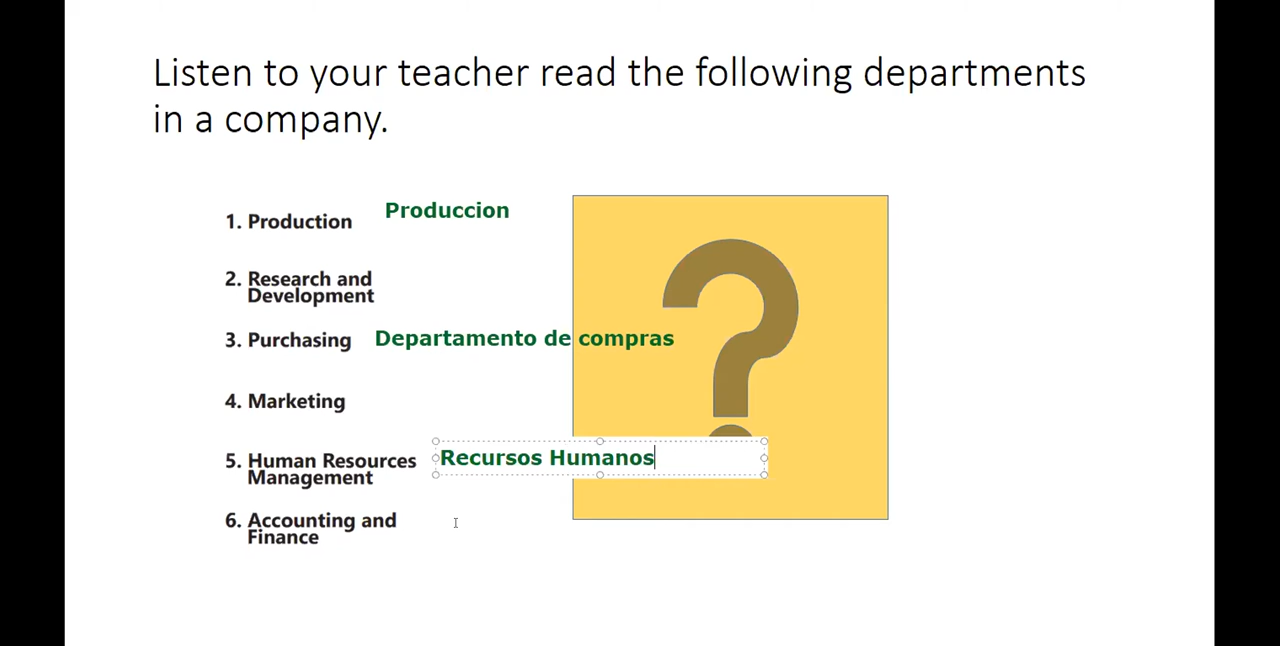 Listen to your teacher read the following departments
in a company.
1. Production Produccion
2. Research and
Development
3. Purchasing Departamento de compras
4. Marketing
5. Human Resources Recursos Humanos
Management
6. Accounting and
Finance